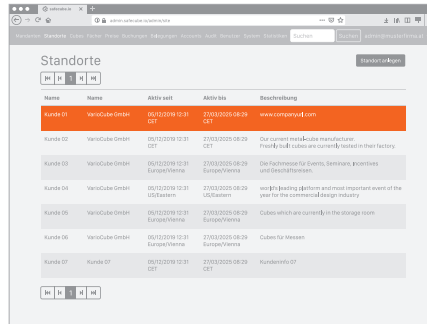 Standorte
Standort anlegen
1
Name Name Aktiv seit Aktiv bis Beschreibung
Kunde 01 VarioCube GmbH 05/12/2019 12:31 27/03/2025 08:29 www.companyurl.com
CET CET
Kunde 02 VarioCube GmbH 05/12/2019 12:31 27/03/2025 08:29 Our current metal-cube manufacturer.
CET CET Freshly built cubes are currently tested in their factory.
Kunde 03 VarioCube GmbH 05/12/2019 12:31 27/03/2025 08:29 Die Fachmesse für Events, Seminare, Incentives
Europe/Vienna Europe/Vienna und Geschäftsreisen.
Kunde 04 VarioCube GmbH 05/12/2019 12:31 27/03/2025 08:29 world's leading platform and most important event of the
US/Eastern US/Eastern year for the commercial design industry
Kunde 05 VarioCube GmbH 05/12/2019 12:31 27/03/2025 08:29 Cubes which are currently in the storage room
Europe/Vienna Europe/Vienna
Kunde 06 VarioCube GmbH 05/12/2019 12:31 27/03/2025 08:29 Cubes für Messen
Europe/Vienna Europe/Vienna
Kunde 07 Kunde 07 05/12/2019 12:31 27/03/2025 08:29 Kundeninfo 07
CET CET
1